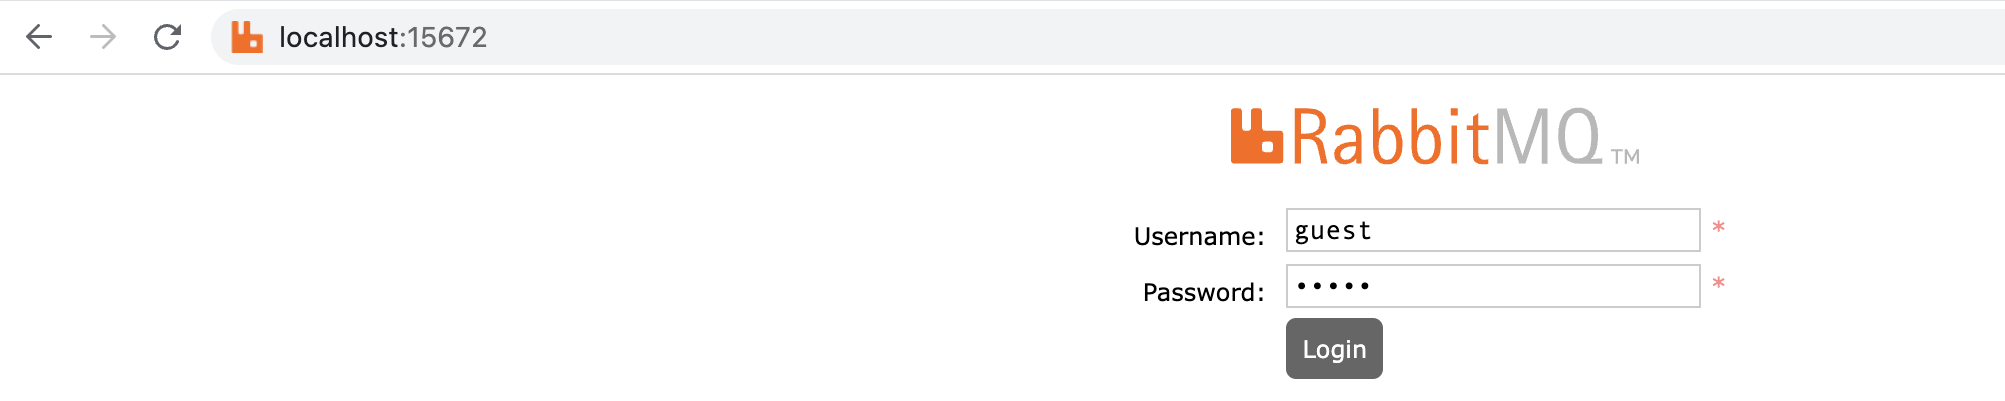 localhost:15672
RabbitMQ TM
Username: guest *
Password: ••••• *
Login